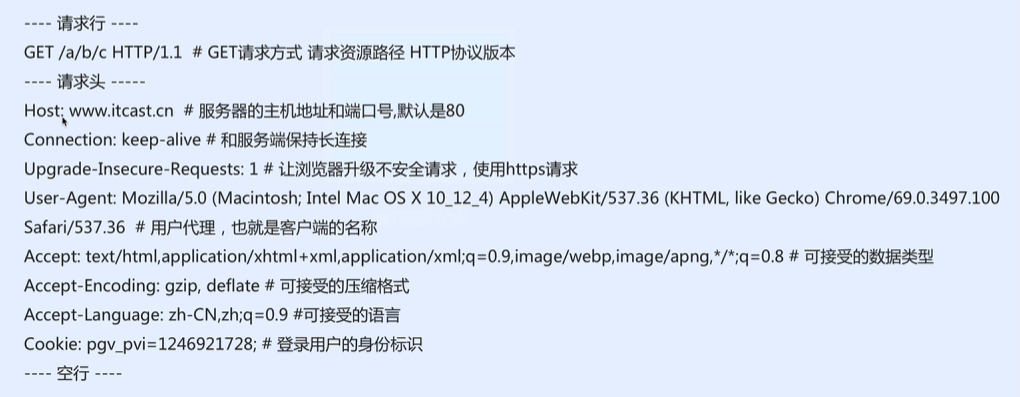 ---- 请求行 ----
GET /a/b/c HTTP/1.1 # GET请求方式 请求资源路径 HTTP协议版本
---- 请求头 -----
Host: www.itcast.cn # 服务器的主机地址和端口号,默认是80
Connection: keep-alive # 和服务端保持长连接
Upgrade-Insecure-Requests: 1 # 让浏览器升级不安全请求，使用https请求
User-Agent: Mozilla/5.0 (Macintosh; Intel Mac OS X 10_12_4) AppleWebKit/537.36 (KHTML, like Gecko) Chrome/69.0.3497.100
Safari/537.36 # 用户代理，也就是客户端的名称
Accept: text/html,application/xhtml+xml,application/xml;q=0.9,image/webp,image/apng,*/*;q=0.8 # 可接受的数据类型
Accept-Encoding: gzip, deflate # 可接受的压缩格式
Accept-Language: zh-CN,zh;q=0.9 #可接受的语言
Cookie: pgv_pvi=1246921728; # 登录用户的身份标识
---- 空行 ----